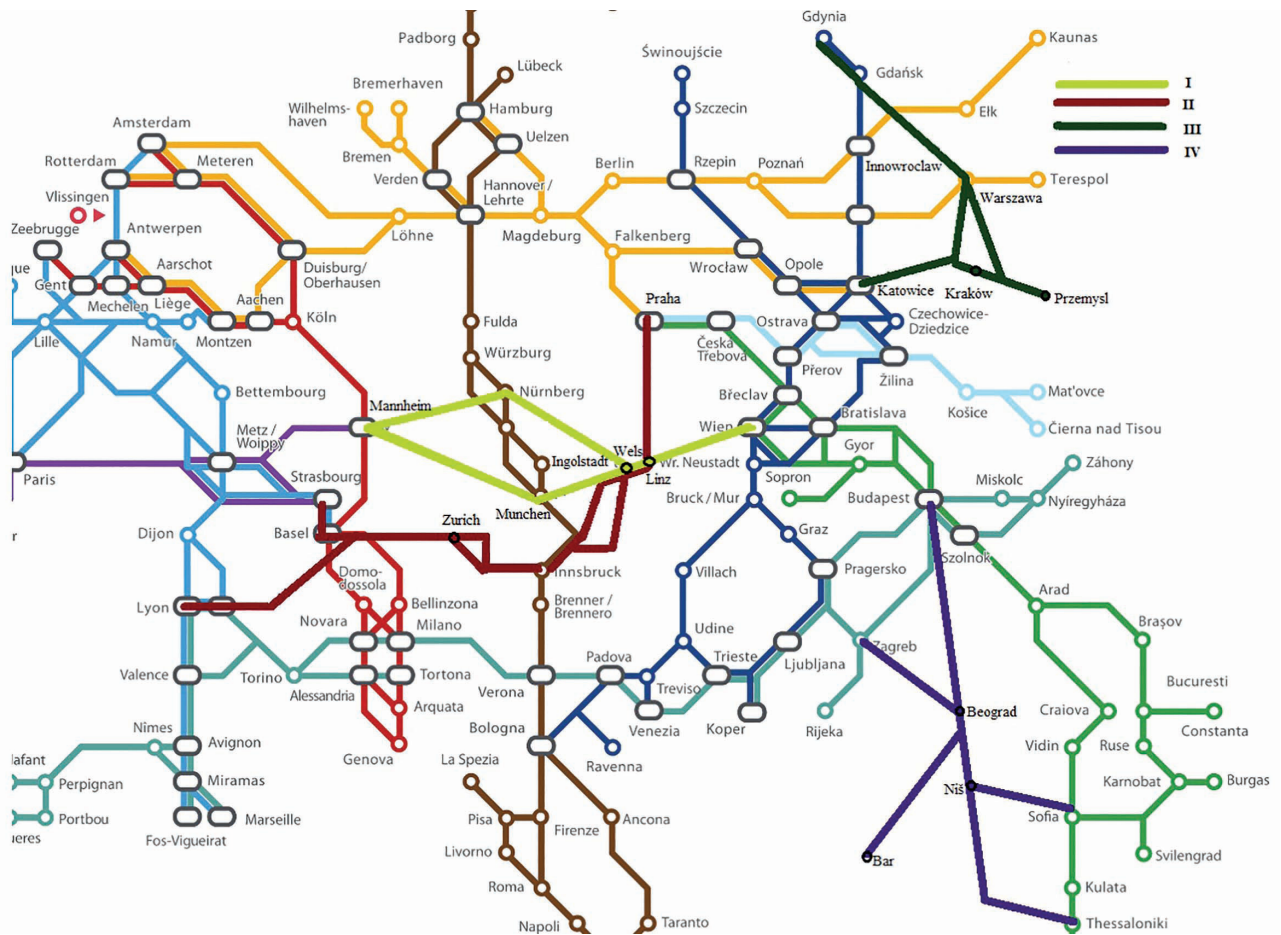 Gdynia
Padborg
Kaunas
Świnoujście
Lübeck
Gdańsk
Bremerhaven
I
Wilhelms-
haven
Hamburg
Szczecin
Ełk
II
Amsterdam
Uelzen
III
Bremen
Innowroclaw
IV
Rotterdam
Meteren
Verden
Hannover /
Lehrte
Berlin
Rzepin
Poznań
Terespol
Vlissingen
Warszawa
Zeebrugge
Antwerpen
Löhne
Magdeburg
Falkenberg
Aarschot
Duisburg/
Oberhausen
Wrocław
Opole
que
Gent
Mechelen
Liège
Aachen
Praha
Katowice
Kraków
Przemysl
Lille
Namur
Montzen
Köln
Fulda
Česka
Třebova
Ostrava
Czechowice-
Dziedzice
Würzburg
Přerov
Žilina
Bettembourg
Nürnberg
Břeclav
Košice
Mat'ovce
Mannheim
Metz /
Woippy
Wien
Bratislava
Čierna nad Tisou
Paris
Ingolstadt
Wels
Wr. Neustadt
Gyor
Záhony
Strasbourg
Linz
Sopron
Munchen
Bruck / Mur
Budapest
Miskolc
Nyíregyháza
r
Dijon
Basel
Zurich
Graz
Szolnok
Domo-
dossola
Innsbruck
Villach
Pragersko
Lyon
Bellinzona
Brenner /
Brennero
Arad
Novara
Milano
Udine
Zagreb
Brașov
Valence
Torino
Alessandria
Tortona
Verona
Padova
Treviso
Trieste
Ljubljana
Bucuresti
Arquata
Venezia
Koper
Rijeka
Beograd
Craiova
Constanta
Nîmes
Avignon
Genova
Bologna
Ravenna
Vidin
Ruse
lafant
Perpignan
Miramas
La Spezia
Niš
Karnobat
Burgas
ueres
Portbou
Fos-Vigueirat
Marseille
Pisa
Firenze
Ancona
Sofia
Livorno
Bar
Svilengrad
Roma
Kulata
Napoli
Taranto
Thessaloniki